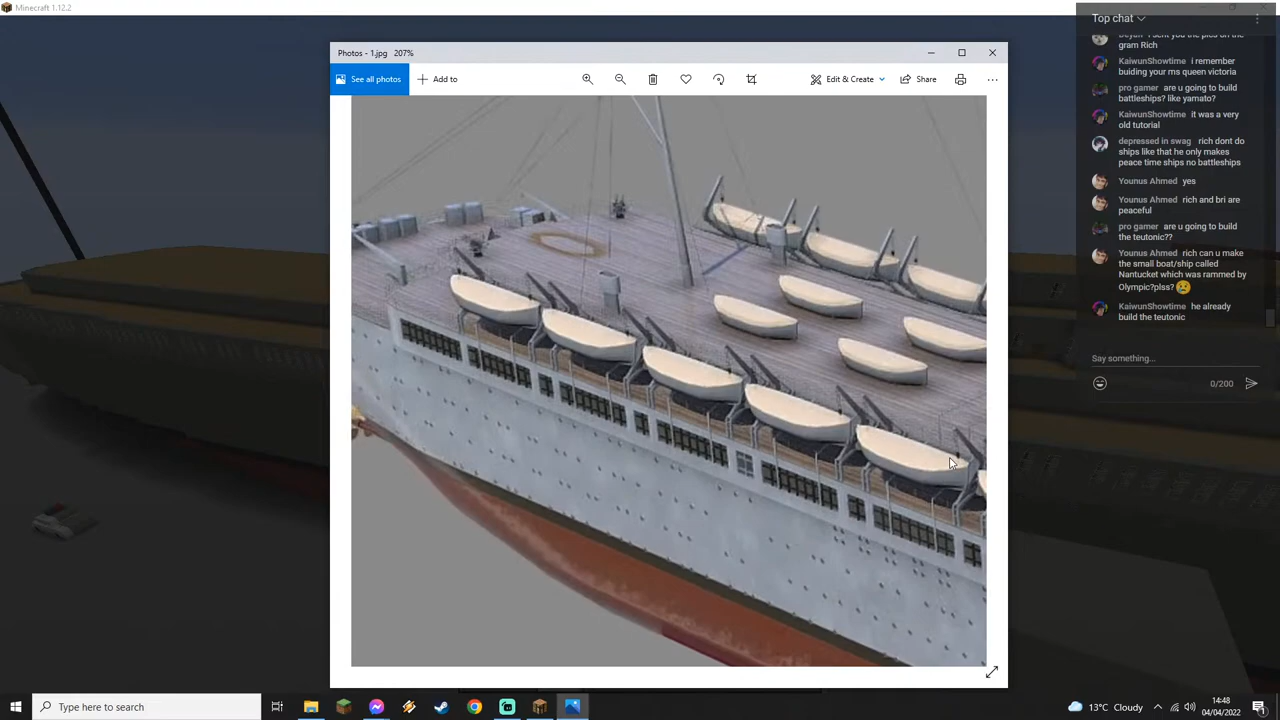 Minecraft 1.12.2
Photos - 1.jpg 207%
See all photos
Add to
Edit & Create
Share
Top chat
gram Rich
KaiwunShowtime i remember
buiding your ms queen victoria
pro gamer are u going to build
battleships? like yamato?
KaiwunShowtime it was a very
old tutorial
depressed in swag rich dont do
ships like that he only makes
peace time ships no battleships
Younus Ahmed yes
Younus Ahmed rich and bri are
peaceful
pro gamer are u going to build
the teutonic??
Younus Ahmed rich can u make
the small boat/ship called
Nantucket which was rammed by
Olympic?plss?
KaiwunShowtime he already
build the teutonic
Say something...
0/200
Type here to search
13°C Cloudy
14:48
04/04/2022